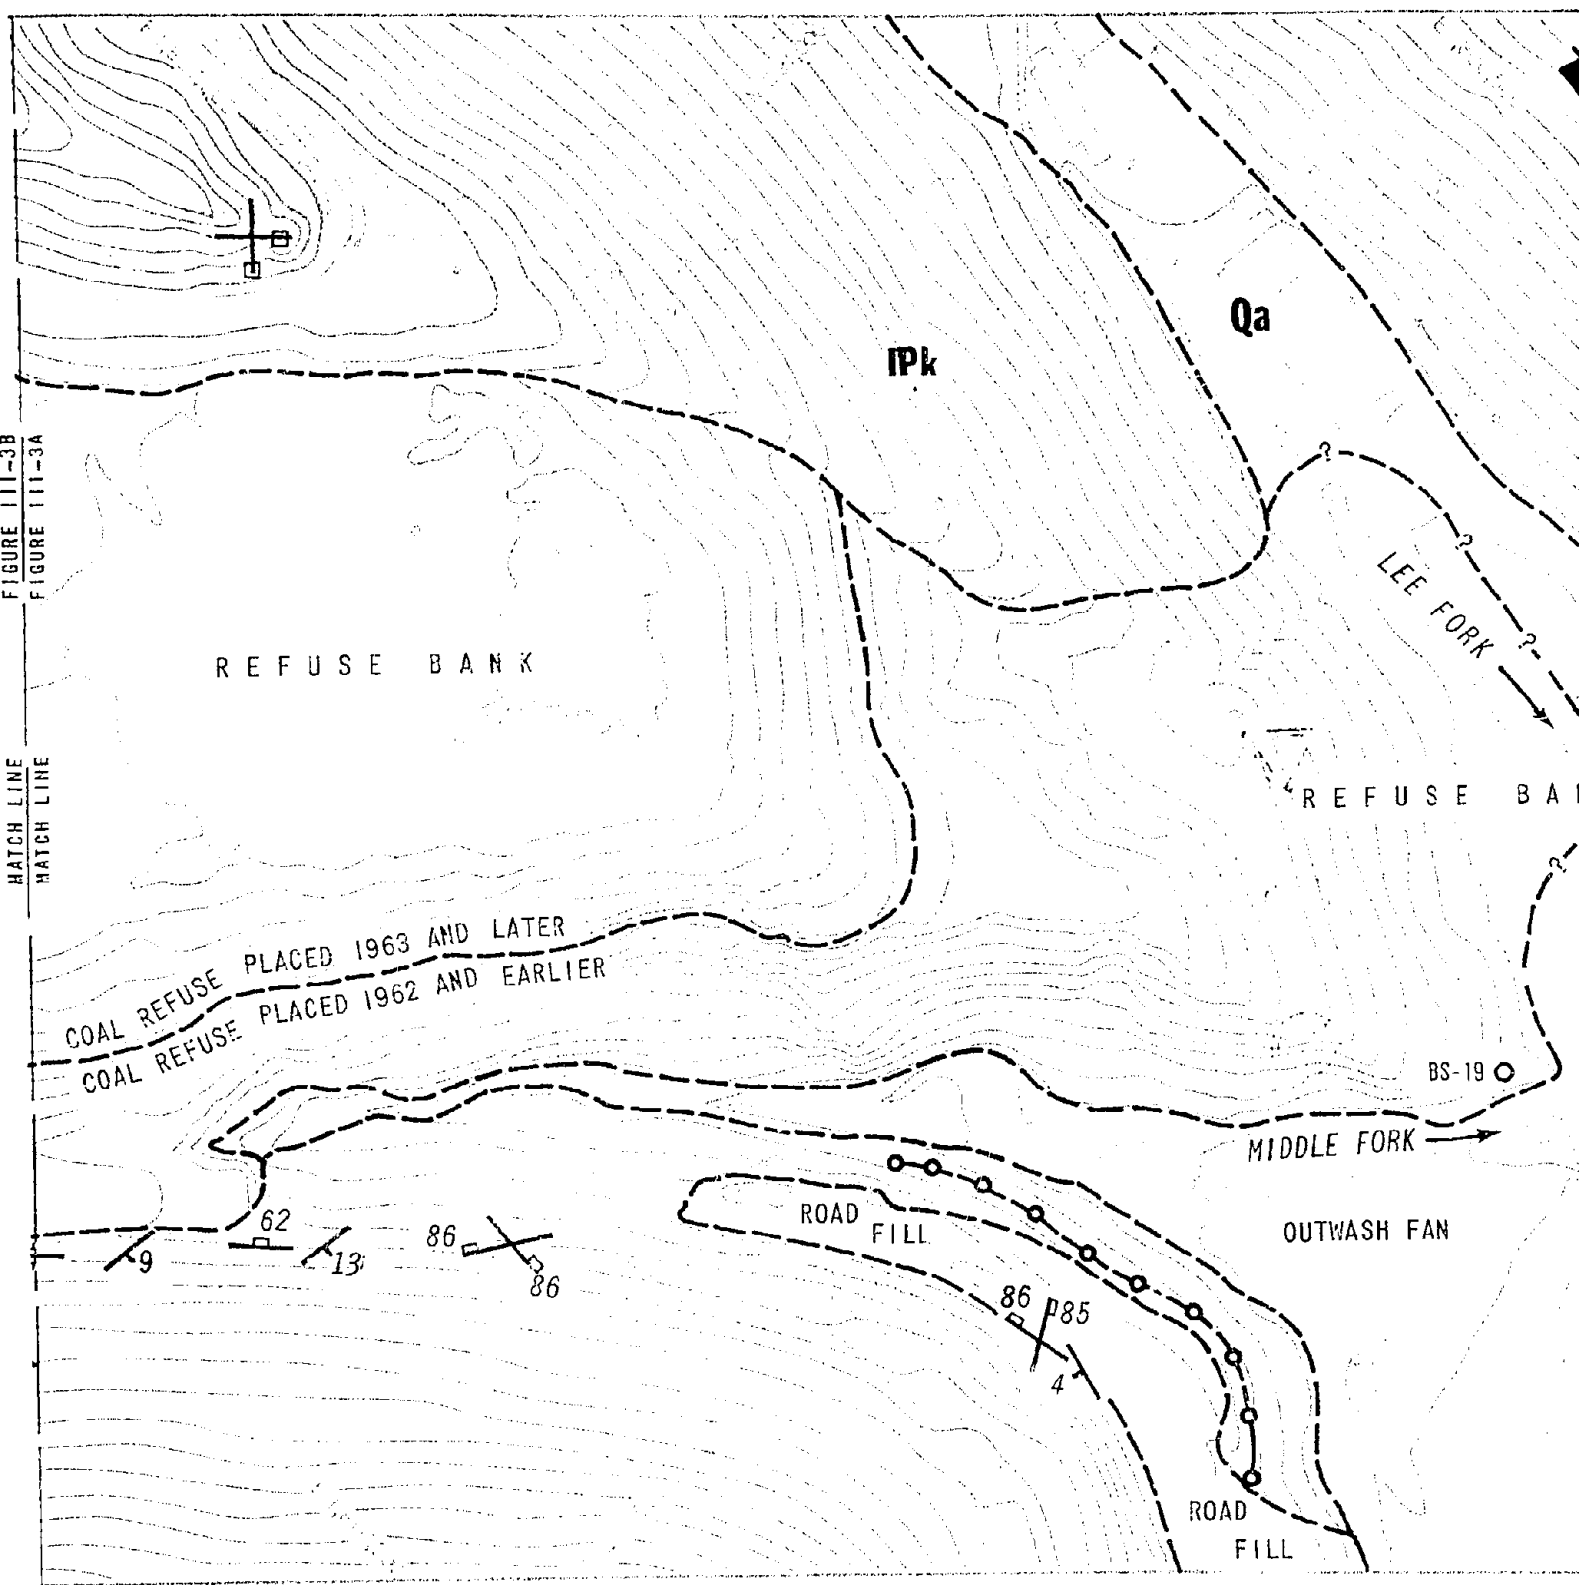 Qa
IPk
FIGURE III-3B
FIGURE III-3A
LEE FORK
REFUSE BANK
MATCH LINE
MATCH LINE
REFUSE BAN
COAL REFUSE PLACED 1963 AND LATER
COAL REFUSE PLACED 1962 AND EARLIER
BS-19
MIDDLE FORK
ROAD
FILL
OUTWASH FAN
62
9
13
86
86
86
85
4
ROAD
FILL
?
?
?
?